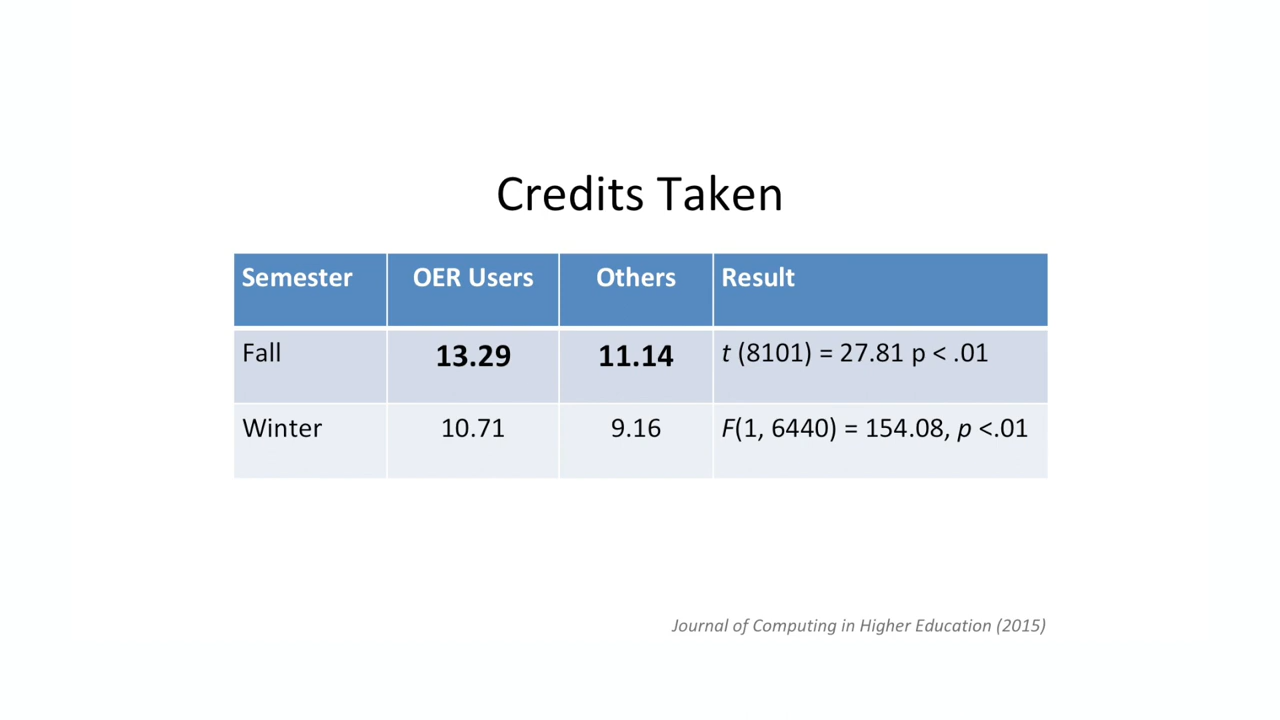 Credits Taken
Semester OER Users Others Result
Fall 13.29 11.14 t (8101) = 27.81 p < .01
Winter 10.71 9.16 F(1, 6440) = 154.08, p <.01
Journal of Computing in Higher Education (2015)